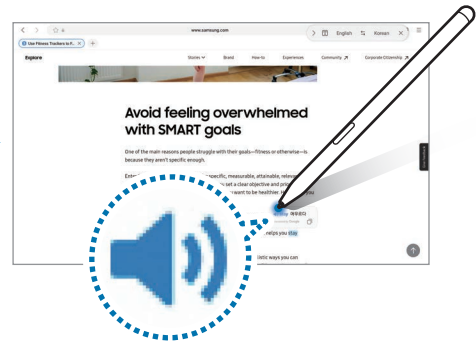 www.samsung.com
English
Korean
Use Fitness Trackers to F...
Explore
Stories
Brand
How-to
Experiences
Community
Corporate Citizenship
Avoid feeling overwhelmed
with SMART goals
One of the main reasons people struggle with their goals—fitness or otherwise—is
because they aren't specific enough.
specific, measurable, attainable, relevan
set a clear objective and
want to be healthier.
helps you stay
listic ways you can